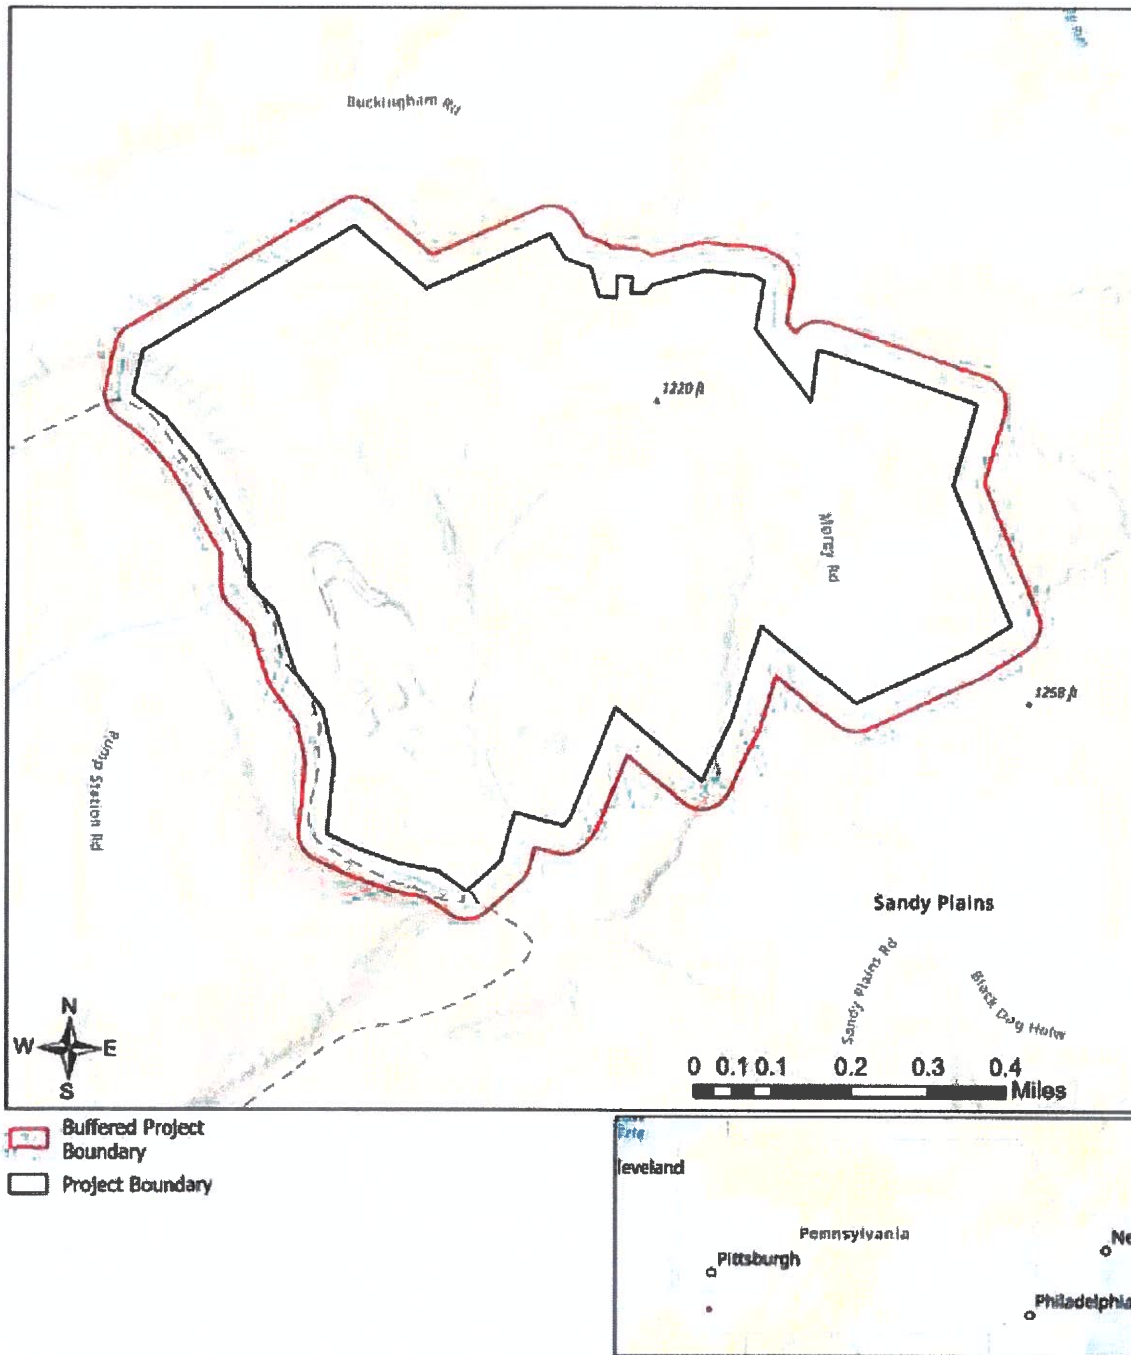 Buckingham Rd
1220 ft
Morey Rd
1258 ft
Pump Station Rd
Sandy Plains
Sandy Plains Rd
Black Dog Holw
N
W
E
S
0 0.1 0.1 0.2 0.3 0.4
Miles
Buffered Project
Boundary
Project Boundary
leveland
Pennsylvania
Ne
Pittsburgh
Philadelphia